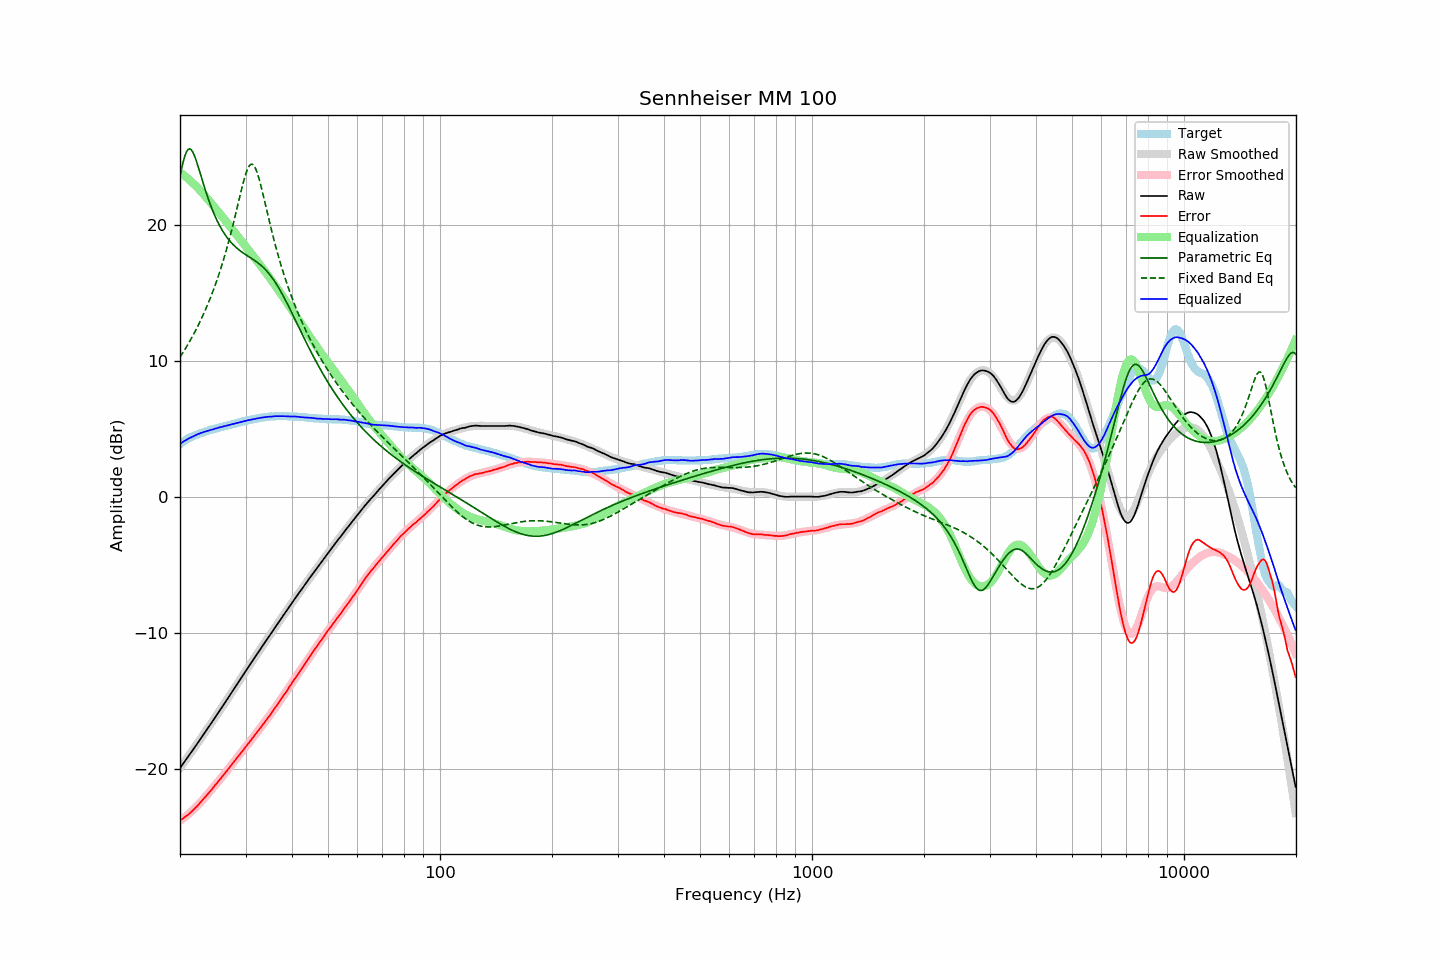 Sennheiser MM 100
Target
Raw Smoothed
Error Smoothed
Raw
Error
Equalization
Parametric Eq
Fixed Band Eq
Equalized
Amplitude (dBr)
20
10
0
−10
−20
100
1000
10000
Frequency (Hz)